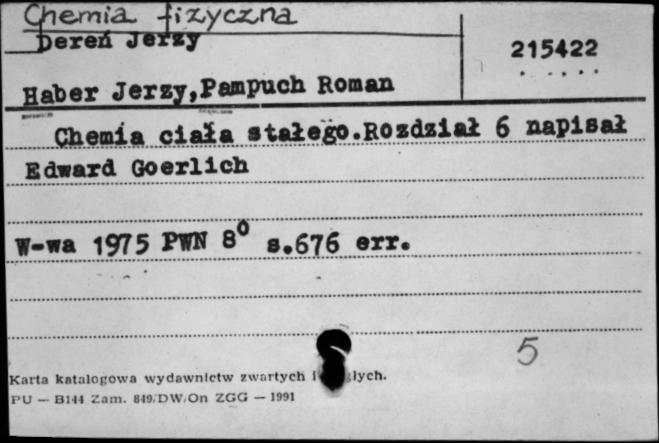 Chemia fizyczna
Dereń Jerzy
215422
Haber Jerzy, Pampuch Roman
Chemia ciała stałego. Rozdział 6 napisał
Edward Goerlich
W-wa 1975 PWN 8⁰ s.676 err.
5
Karta katalogowa wydawnictw zwartych i
PU — B144 Zam. 849/DW/On ZGG — 1991